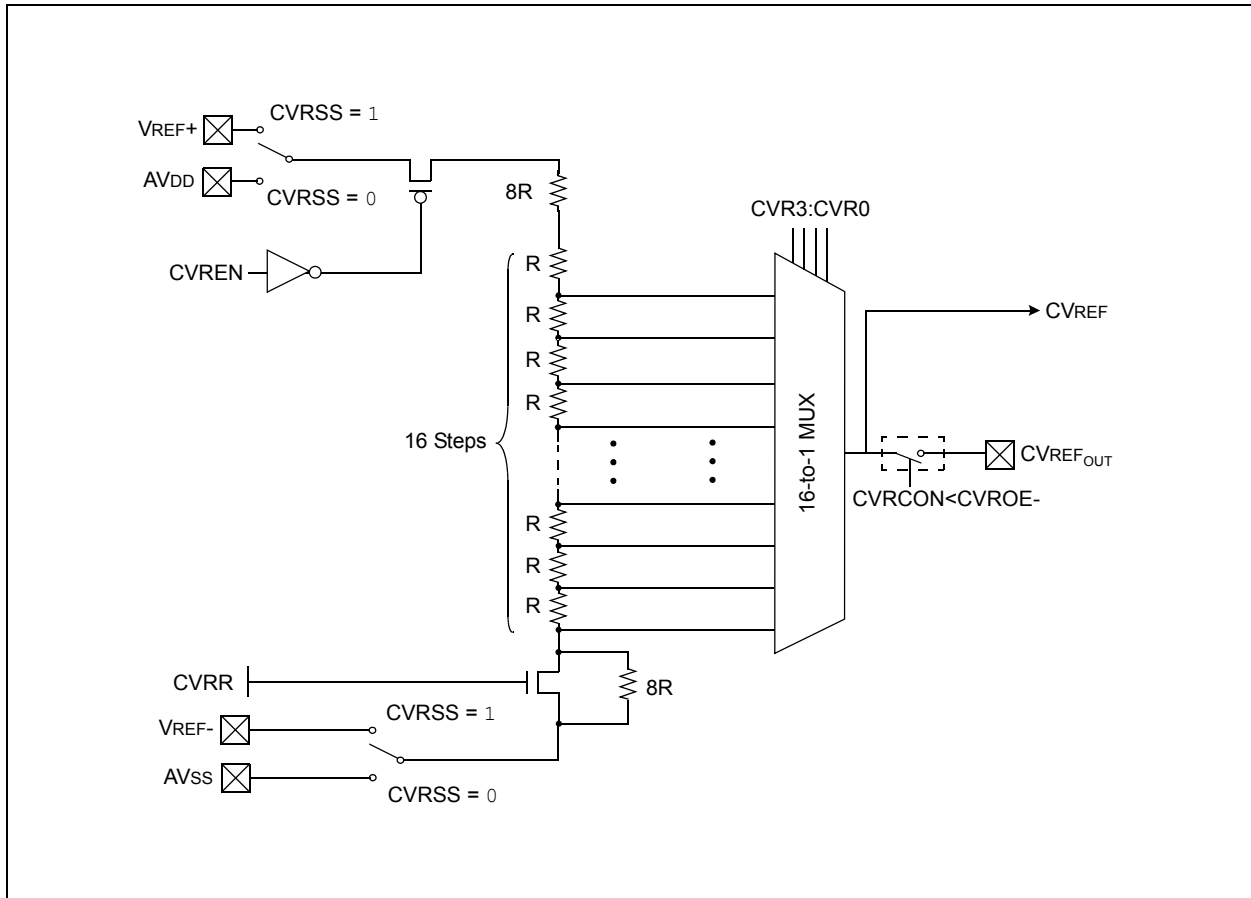 CVRSS = 1
VREF+
AVDD
CVRSS = 0
8R
CVREN
CVR3:CVR0
R
R
R
R
16 Steps
R
R
R
16-to-1 MUX
CVREF
CVREFOUT
CVRCON<CVROE-
CVRR
8R
CVRSS = 1
VREF-
AVSS
CVRSS = 0